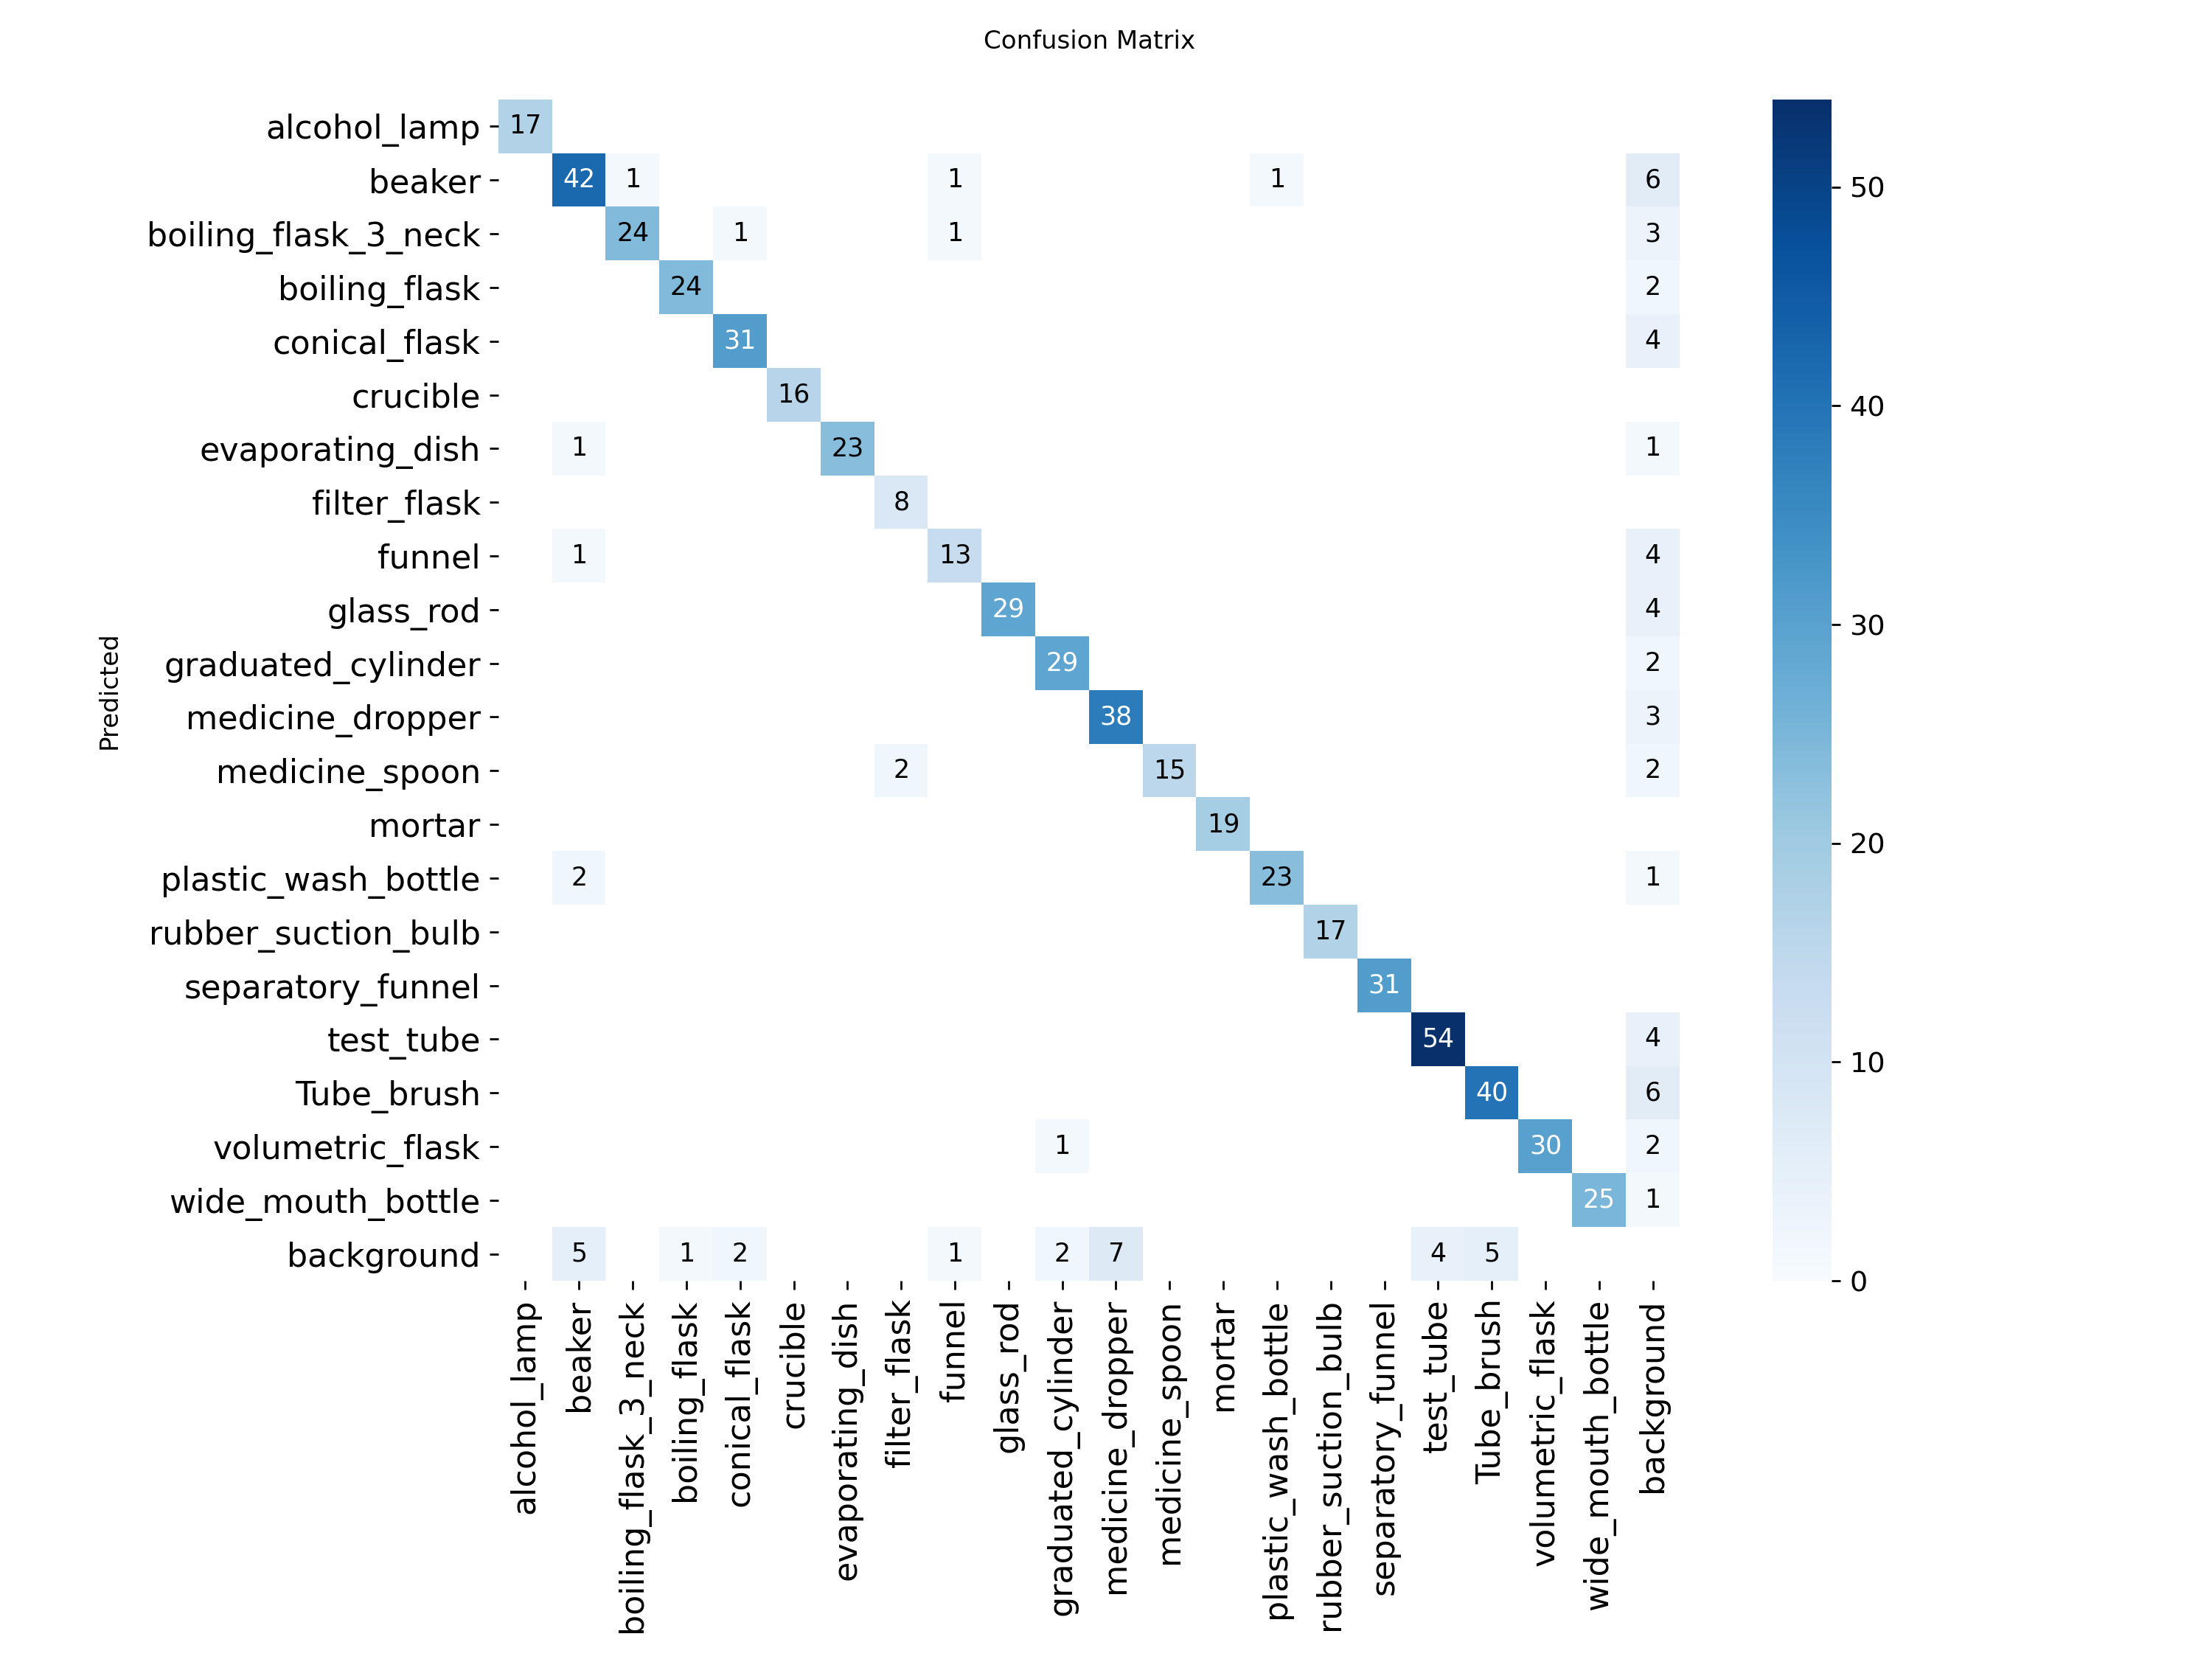 Confusion Matrix
Predicted
alcohol_lamp 17
beaker 42 1 1 1 6
boiling_flask_3_neck 24 1 1 3
boiling_flask 24 2
conical_flask 31 4
crucible 16
evaporating_dish 1 23 1
filter_flask 8
funnel 1 13 4
glass_rod 29 4
graduated_cylinder 29 2
medicine_dropper 38 3
medicine_spoon 2 15 2
mortar 19
plastic_wash_bottle 2 23 1
rubber_suction_bulb 17
separatory_funnel 31
test_tube 54 4
Tube_brush 40 6
volumetric_flask 1 30 2
wide_mouth_bottle 25 1
background 5 1 2 1 2 7 4 5
alcohol_lamp
beaker
boiling_flask_3_neck
boiling_flask
conical_flask
crucible
evaporating_dish
filter_flask
funnel
glass_rod
graduated_cylinder
medicine_dropper
medicine_spoon
mortar
plastic_wash_bottle
rubber_suction_bulb
separatory_funnel
test_tube
Tube_brush
volumetric_flask
wide_mouth_bottle
background
50
40
30
20
10
0